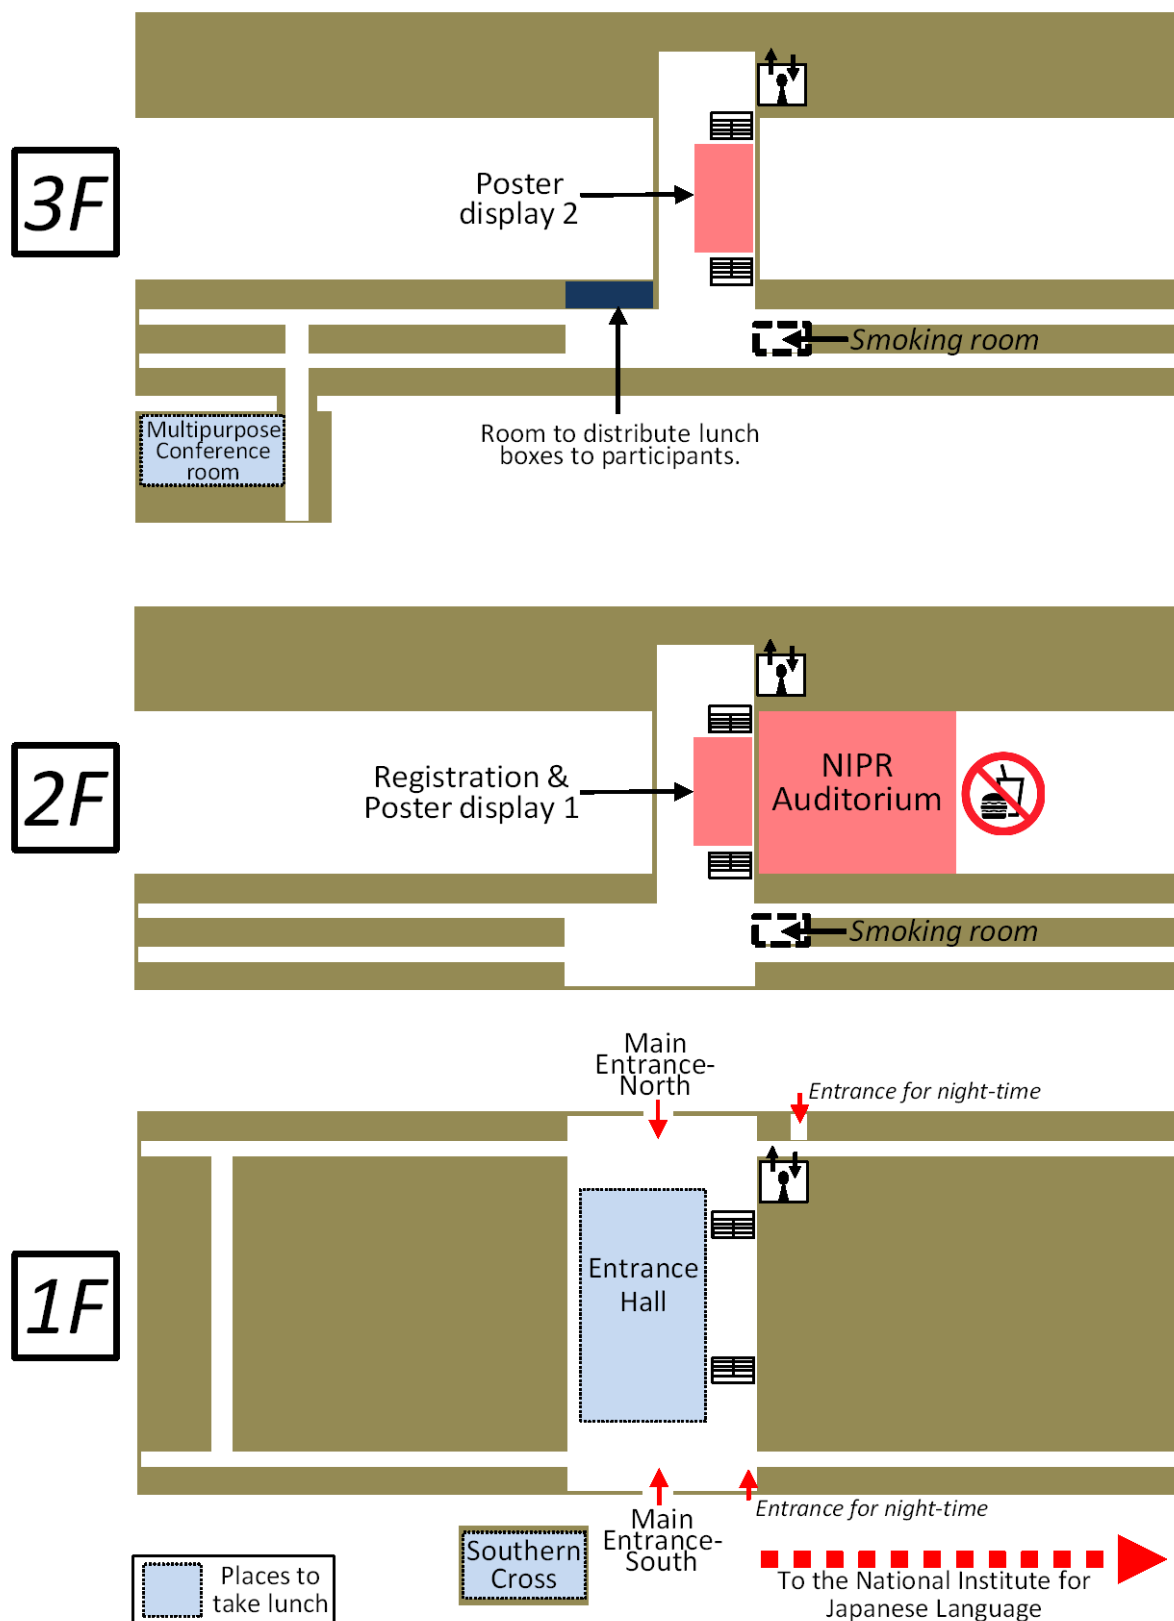 3F
Poster
display 2
Smoking room
Multipurpose
Conference
room
Room to distribute lunch
boxes to participants.
2F
Registration &
Poster display 1
NIPR
Auditorium
Smoking room
Main
Entrance-
North
Entrance for night-time
1F
Entrance
Hall
Entrance for night-time
Main
Entrance-
South
Southern
Cross
Places to
take lunch
To the National Institute for
Japanese Language